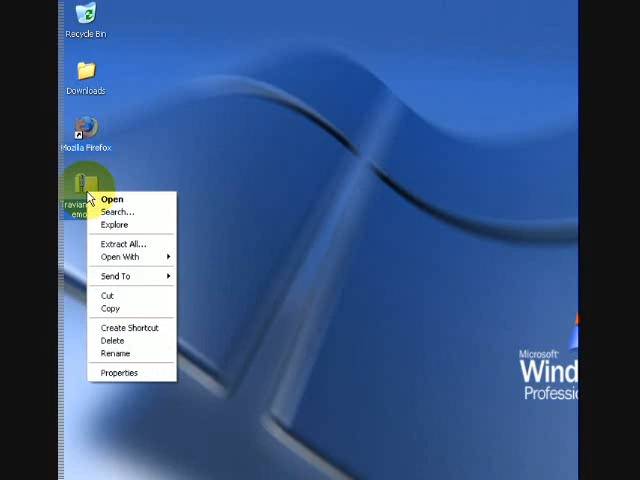 Recycle Bin
Downloads
Mozilla Firefox
Open
Search...
Explore
Extract All...
Open With
Send To
Cut
Copy
Create Shortcut
Delete
Rename
Properties
Microsoft
Wind
Professio